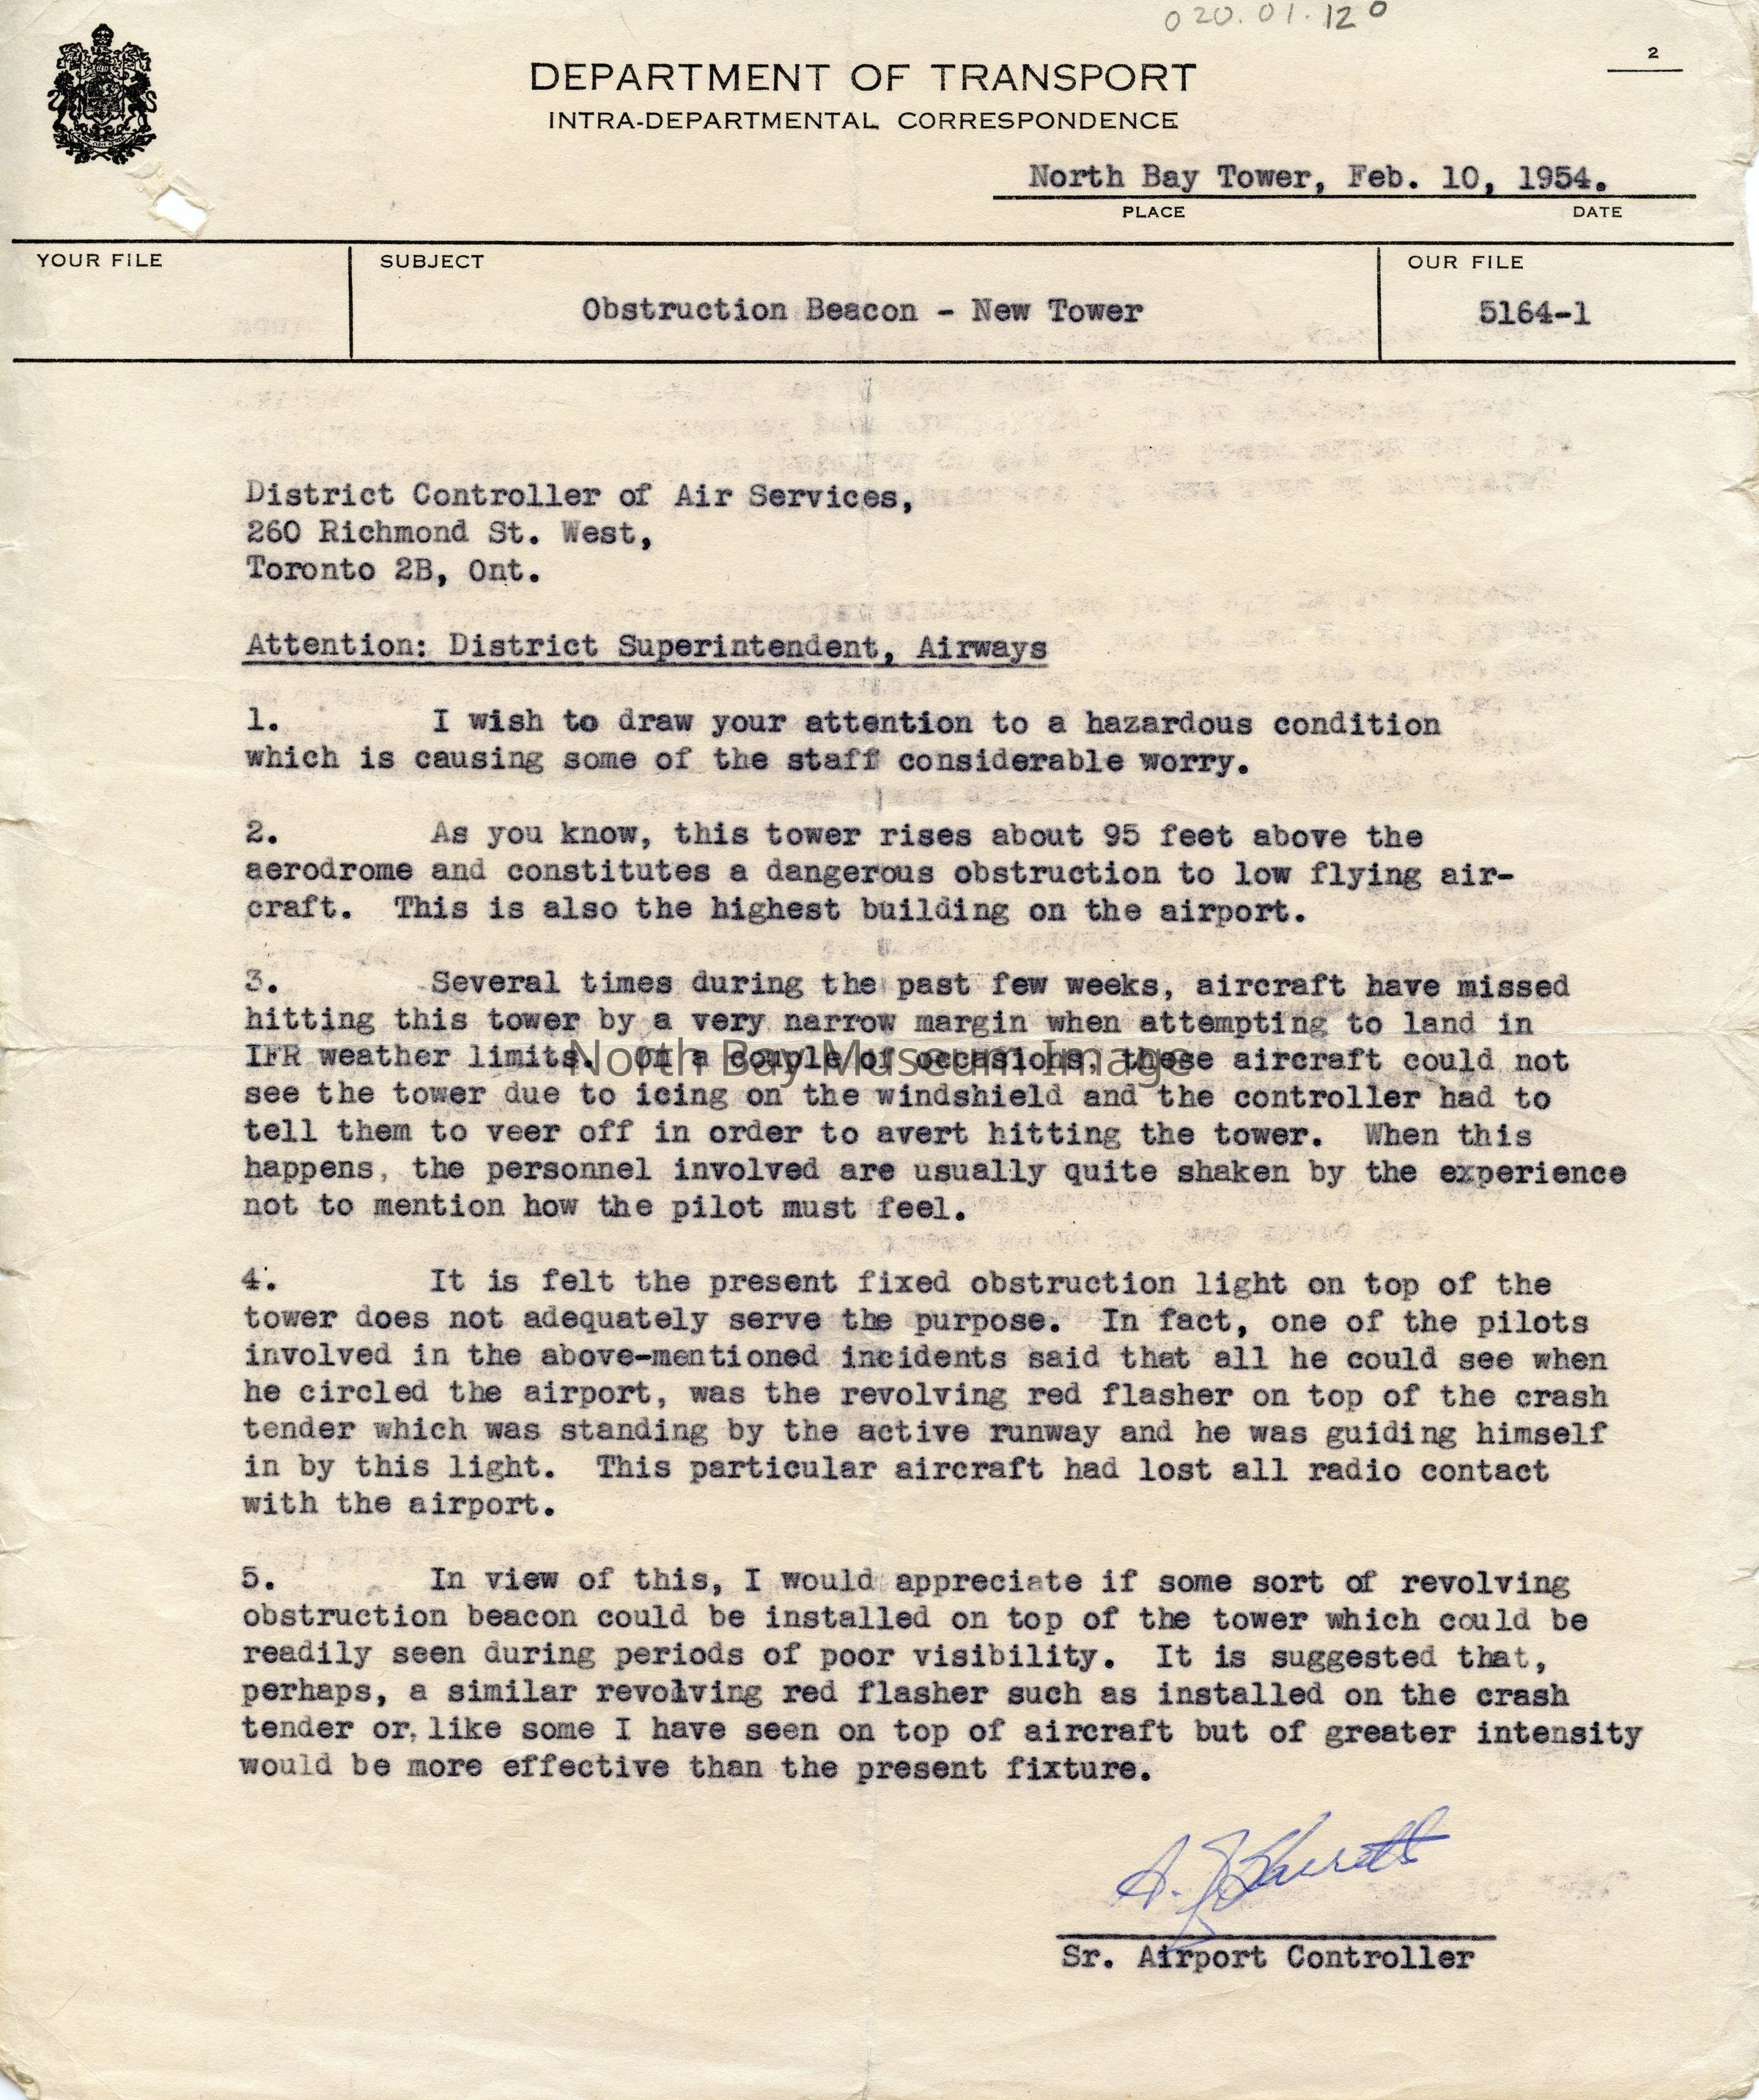 020.01.120
2
DEPARTMENT OF TRANSPORT
INTRA-DEPARTMENTAL CORRESPONDENCE
North Bay Tower, Feb. 10, 1954.
PLACE DATE
YOUR FILE SUBJECT OUR FILE
Obstruction Beacon - New Tower 5164-1
District Controller of Air Services,
260 Richmond St. West,
Toronto 2B, Ont.
Attention: District Superintendent, Airways
1. I wish to draw your attention to a hazardous condition
which is causing some of the staff considerable worry.
2. As you know, this tower rises about 95 feet above the
aerodrome and constitutes a dangerous obstruction to low flying air-
craft. This is also the highest building on the airport.
3. Several times during the past few weeks, aircraft have missed
hitting this tower by a very narrow margin when attempting to land in
IFR weather limits. On a couple of occasions, these aircraft could not
North Bay Museum Image
see the tower due to icing on the windshield and the controller had to
tell them to veer off in order to avert hitting the tower. When this
happens, the personnel involved are usually quite shaken by the experience
not to mention how the pilot must feel.
4. It is felt the present fixed obstruction light on top of the
tower does not adequately serve the purpose. In fact, one of the pilots
involved in the above-mentioned incidents said that all he could see when
he circled the airport, was the revolving red flasher on top of the crash
tender which was standing by the active runway and he was guiding himself
in by this light. This particular aircraft had lost all radio contact
with the airport.
5. In view of this, I would appreciate if some sort of revolving
obstruction beacon could be installed on top of the tower which could be
readily seen during periods of poor visibility. It is suggested that,
perhaps, a similar revolving red flasher such as installed on the crash
tender or, like some I have seen on top of aircraft but of greater intensity
would be more effective than the present fixture.
Sr. Airport Controller